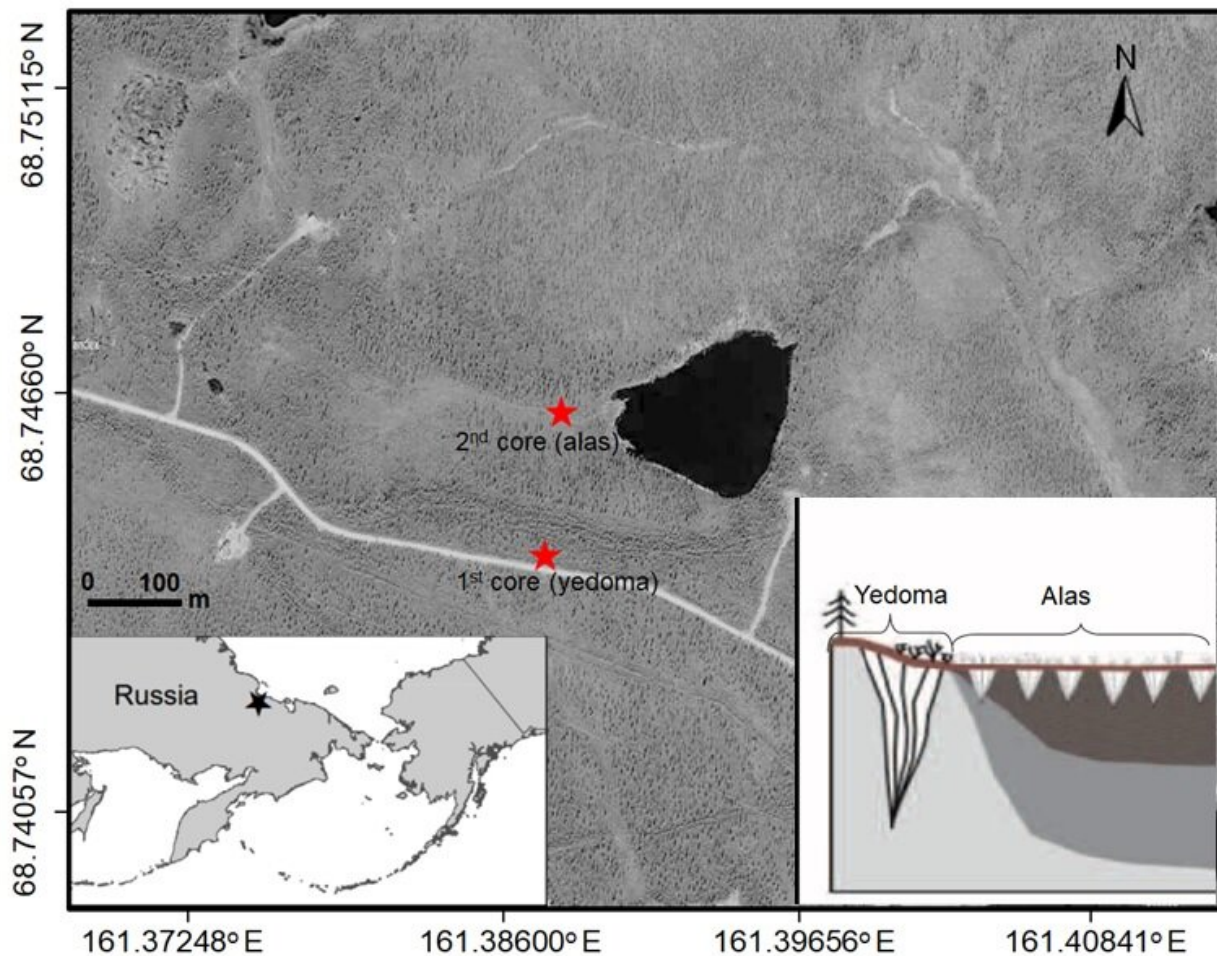 68.75115° N
N
68.74660° N
2nd core (alas)
1st core (yedoma)
0 100
m
Yedoma Alas
Russia
68.74057° N
161.37248° E 161.38600° E 161.39656° E 161.40841° E